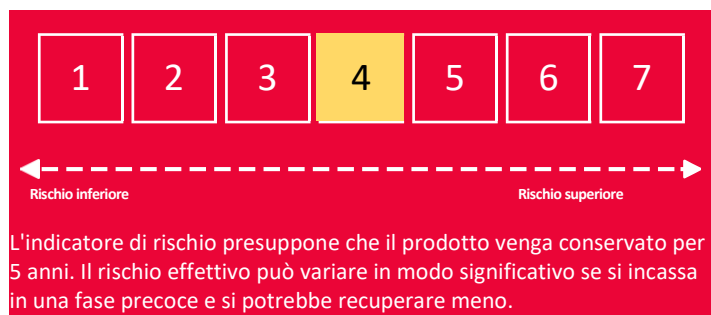 1 2 3 4 5 6 7
Rischio inferiore Rischio superiore
L'indicatore di rischio presuppone che il prodotto venga conservato per
5 anni. Il rischio effettivo può variare in modo significativo se si incassa
in una fase precoce e si potrebbe recuperare meno.